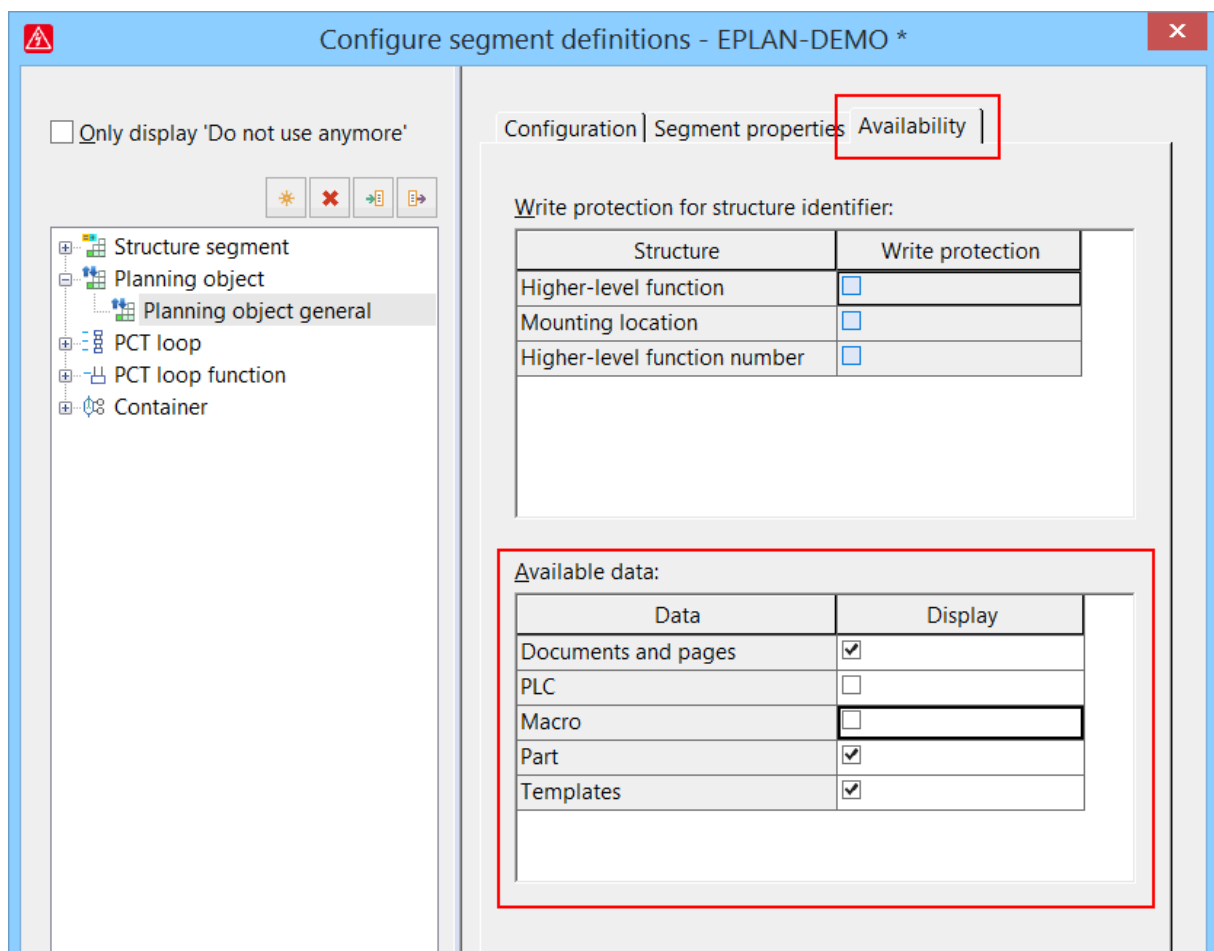 Configure segment definitions - EPLAN-DEMO *
Only display 'Do not use anymore'
Structure segment
Planning object
Planning object general
PCT loop
PCT loop function
Container
Configuration Segment properties Availability
Write protection for structure identifier:
Structure Write protection
Higher-level function
Mounting location
Higher-level function number
Available data:
Data Display
Documents and pages
PLC
Macro
Part
Templates